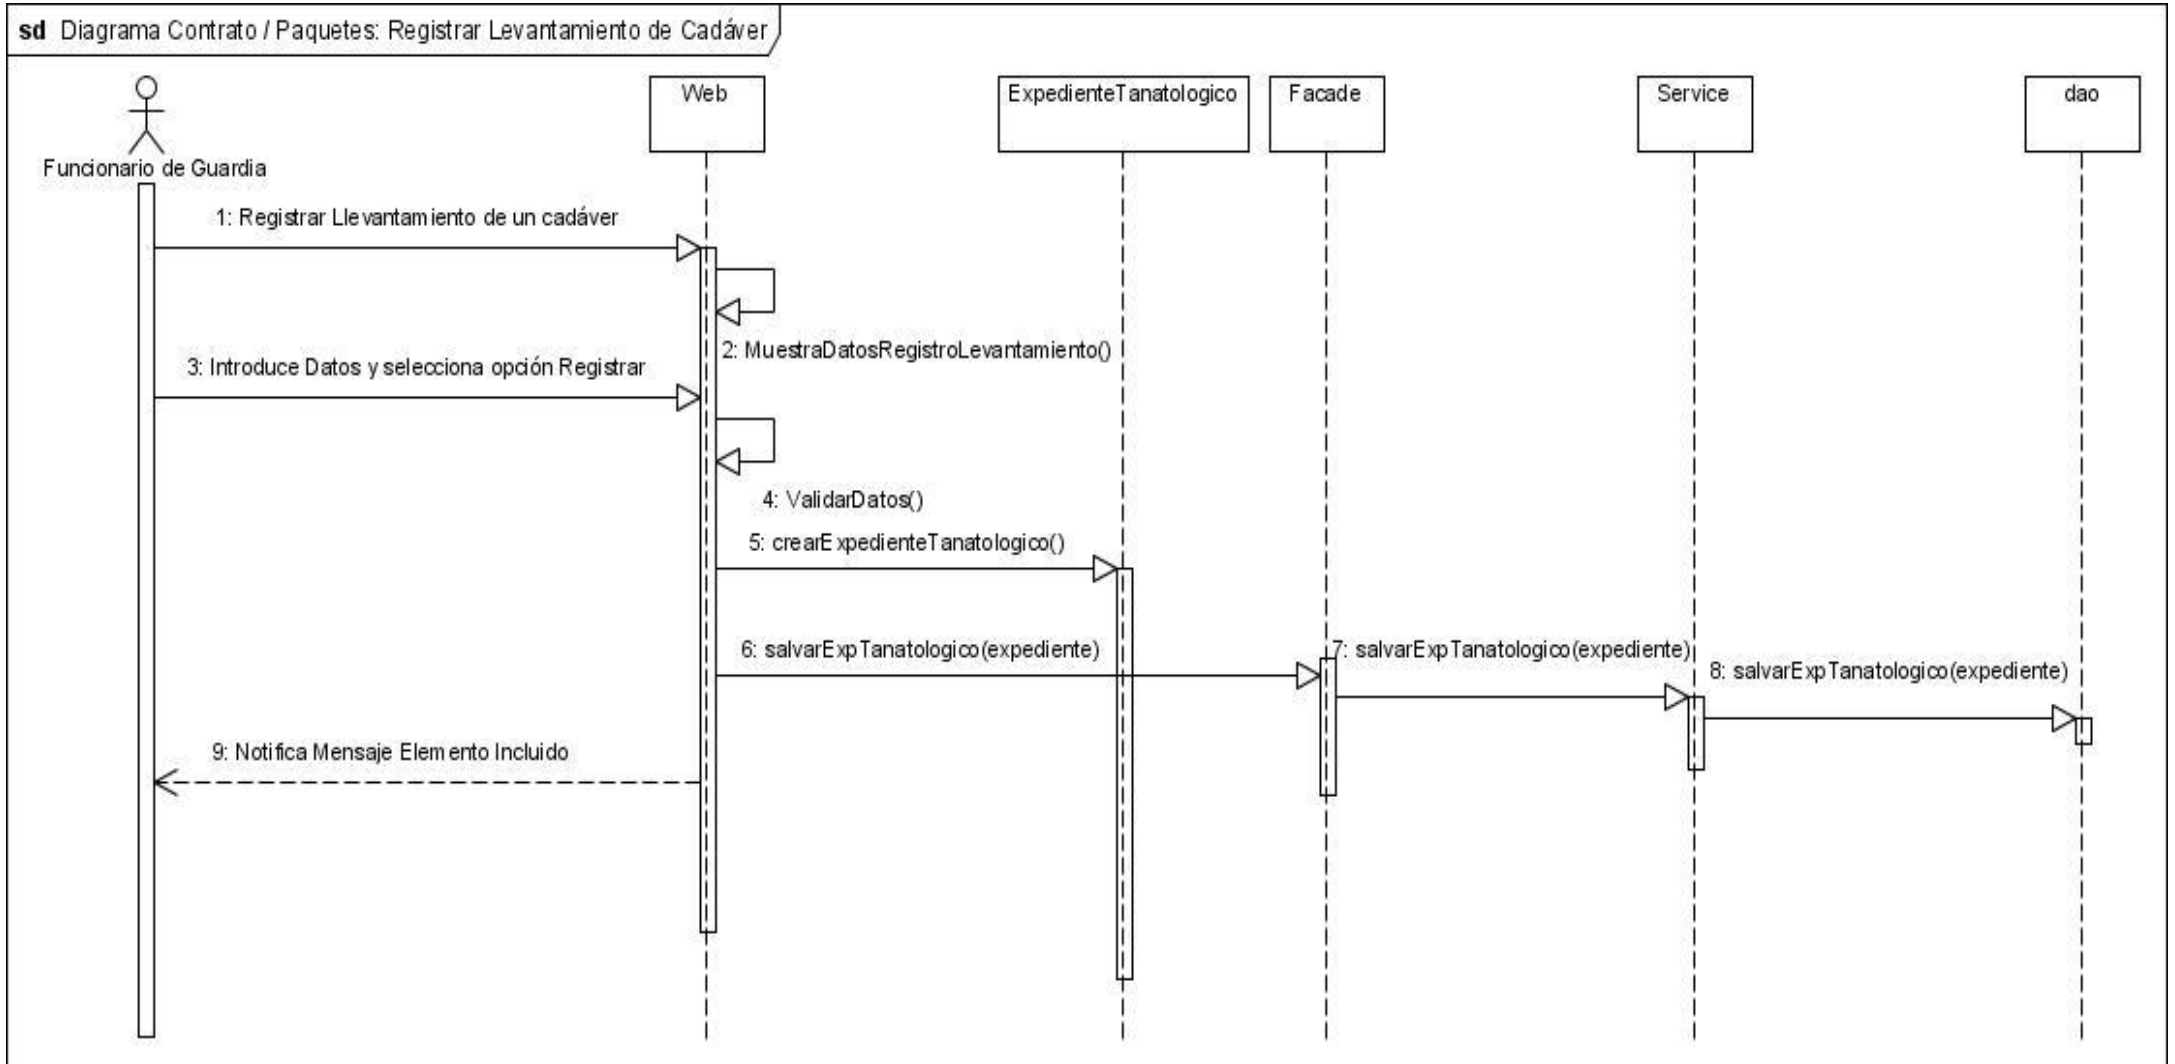 sd Diagrama Contrato / Paquetes: Registrar Levantamiento de Cadáver
Web
ExpedienteTanatologico
Facade
Service
dao
Funcionario de Guardia
1: Registrar Llevantamiento de un cadáver
2: MuestraDatosRegistroLevantamiento()
3: Introduce Datos y selecciona opción Registrar
4: ValidarDatos()
5: crearExpedienteTanatologico()
6: salvarExpTanatologico(expediente)
7: salvarExpTanatologico(expediente)
8: salvarExpTanatologico(expediente)
9: Notifica Mensaje Elemento Incluido